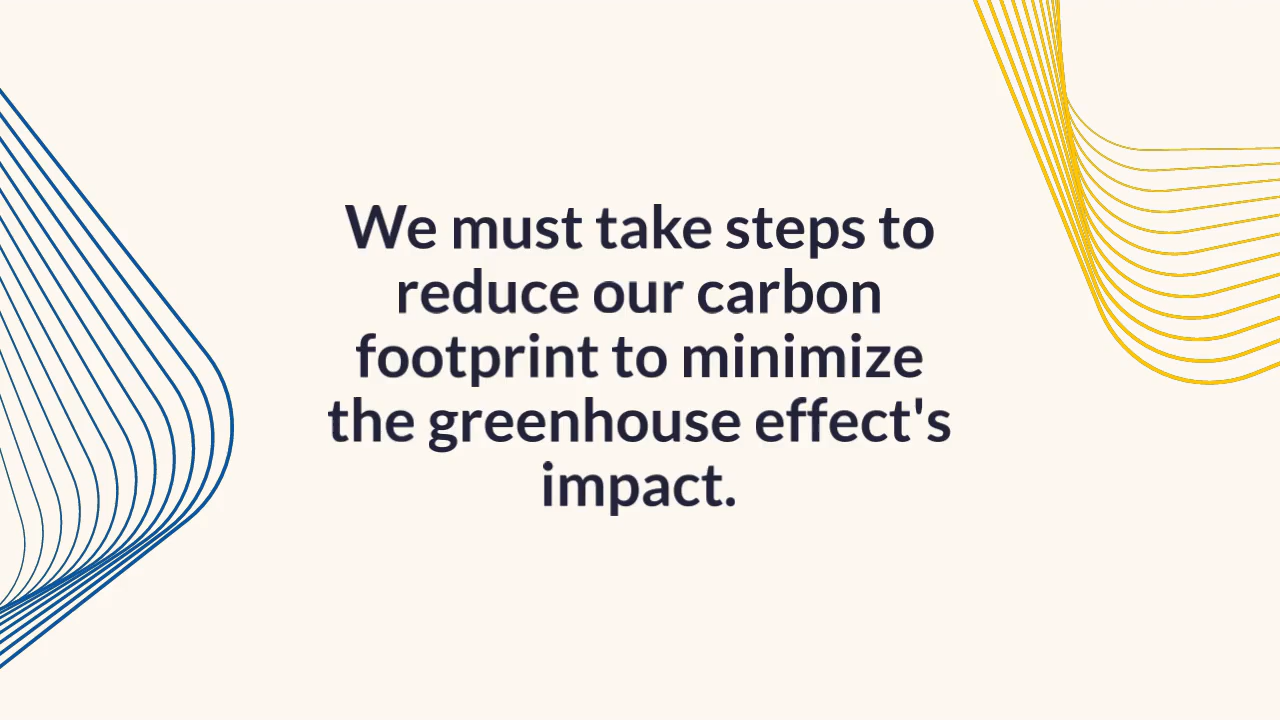 We must take steps to
reduce our carbon
footprint to minimize
the greenhouse effect's
impact.